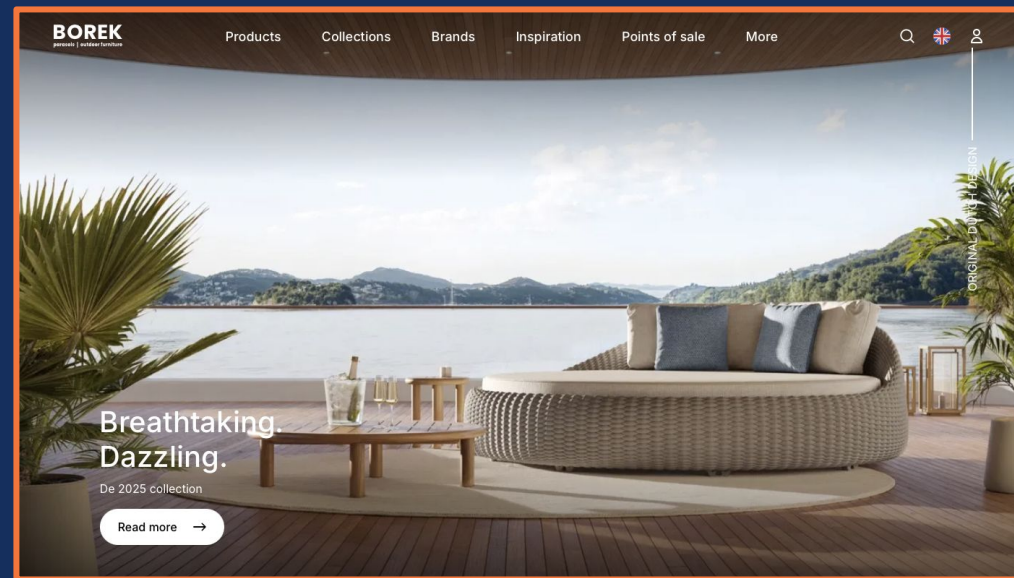 BOREK
parasols | outdoor furniture
Products
Collections
Brands
Inspiration
Points of sale
More
ORIGINAL DUTCH DESIGN
Breathtaking.
Dazzling.
De 2025 collection
Read more